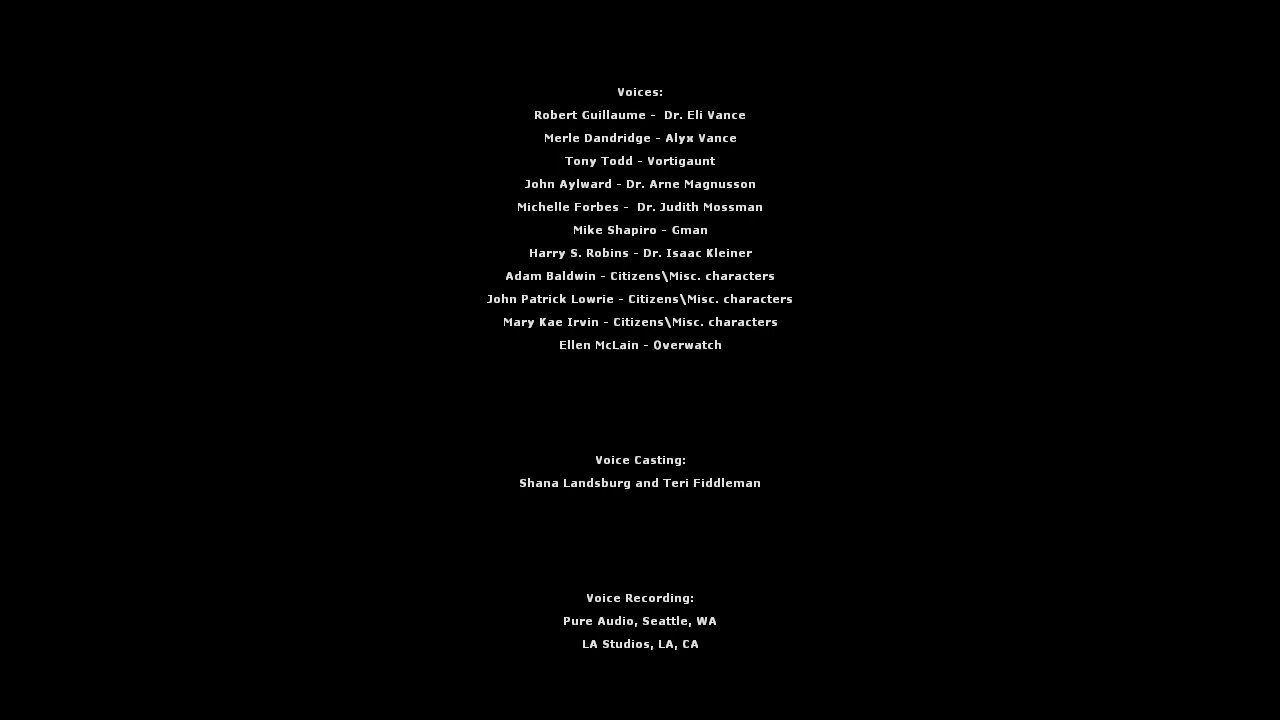 Voices:
Robert Guillaume -  Dr. Eli Vance
Merle Dandridge - Alyx Vance
Tony Todd - Vortigaunt
John Aylward - Dr. Arne Magnusson
Michelle Forbes -  Dr. Judith Mossman
Mike Shapiro - Gman
Harry S. Robins - Dr. Isaac Kleiner
Adam Baldwin - Citizens\Misc. characters
John Patrick Lowrie - Citizens\Misc. characters
Mary Kae Irvin - Citizens\Misc. characters
Ellen McLain - Overwatch
Voice Casting:
Shana Landsburg and Teri Fiddleman
Voice Recording:
Pure Audio, Seattle, WA
LA Studios, LA, CA